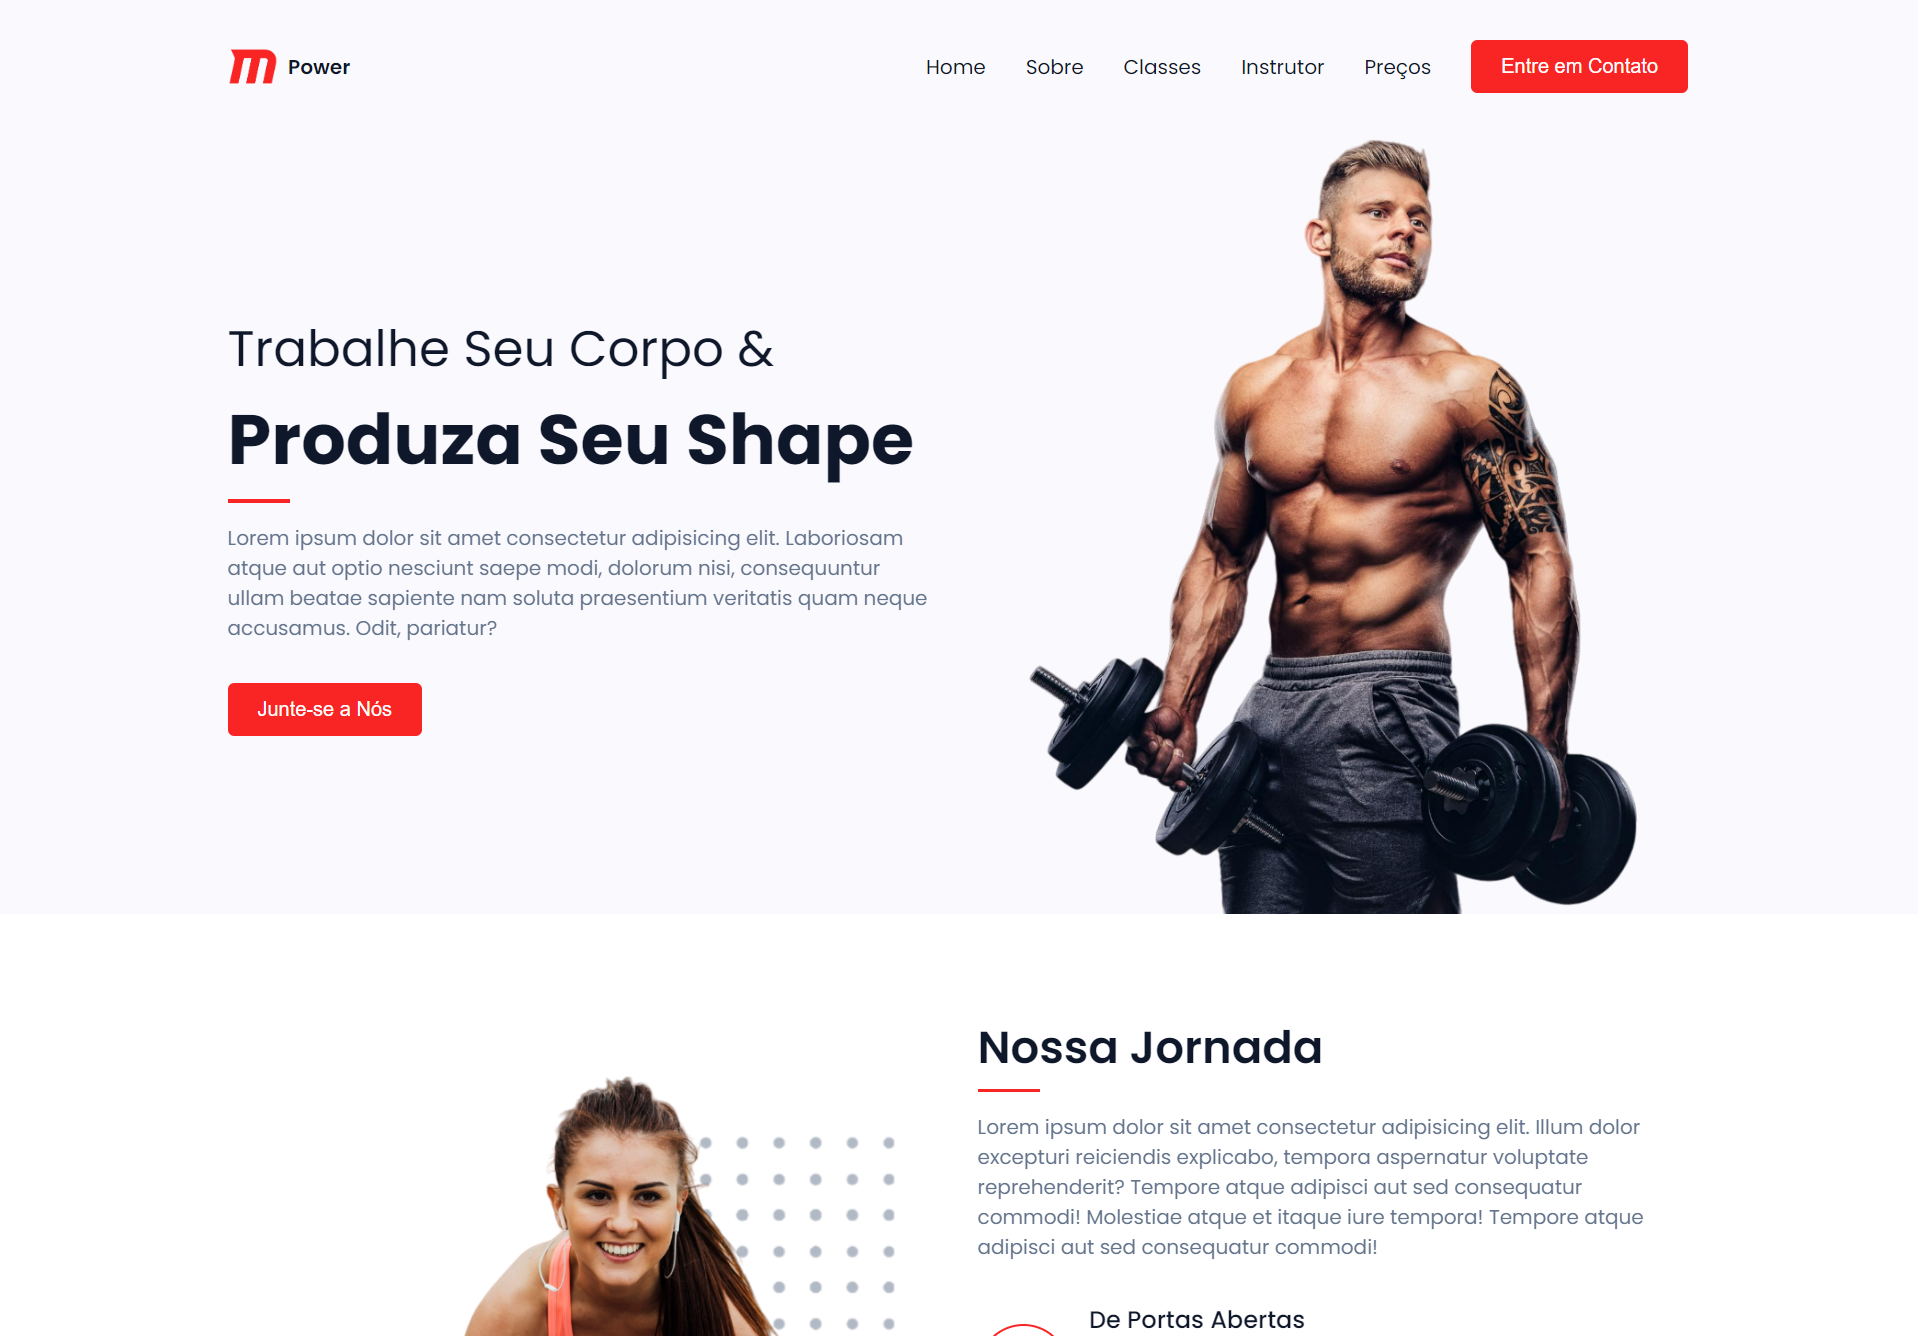 Power
Home
Sobre
Classes
Instrutor
Preços
Entre em Contato
Trabalhe Seu Corpo &
Produza Seu Shape
Lorem ipsum dolor sit amet consectetur adipisicing elit. Laboriosam
atque aut optio nesciunt saepe modi, dolorum nisi, consequuntur
ullam beatae sapiente nam soluta praesentium veritatis quam neque
accusamus. Odit, pariatur?
Junte-se a Nós
Nossa Jornada
Lorem ipsum dolor sit amet consectetur adipisicing elit. Illum dolor
excepturi reiciendis explicabo, tempora aspernatur voluptate
reprehenderit? Tempore atque adipisci aut sed consequatur
commodi! Molestiae atque et itaque iure tempora! Tempore atque
adipisci aut sed consequatur commodi!
De Portas Abertas